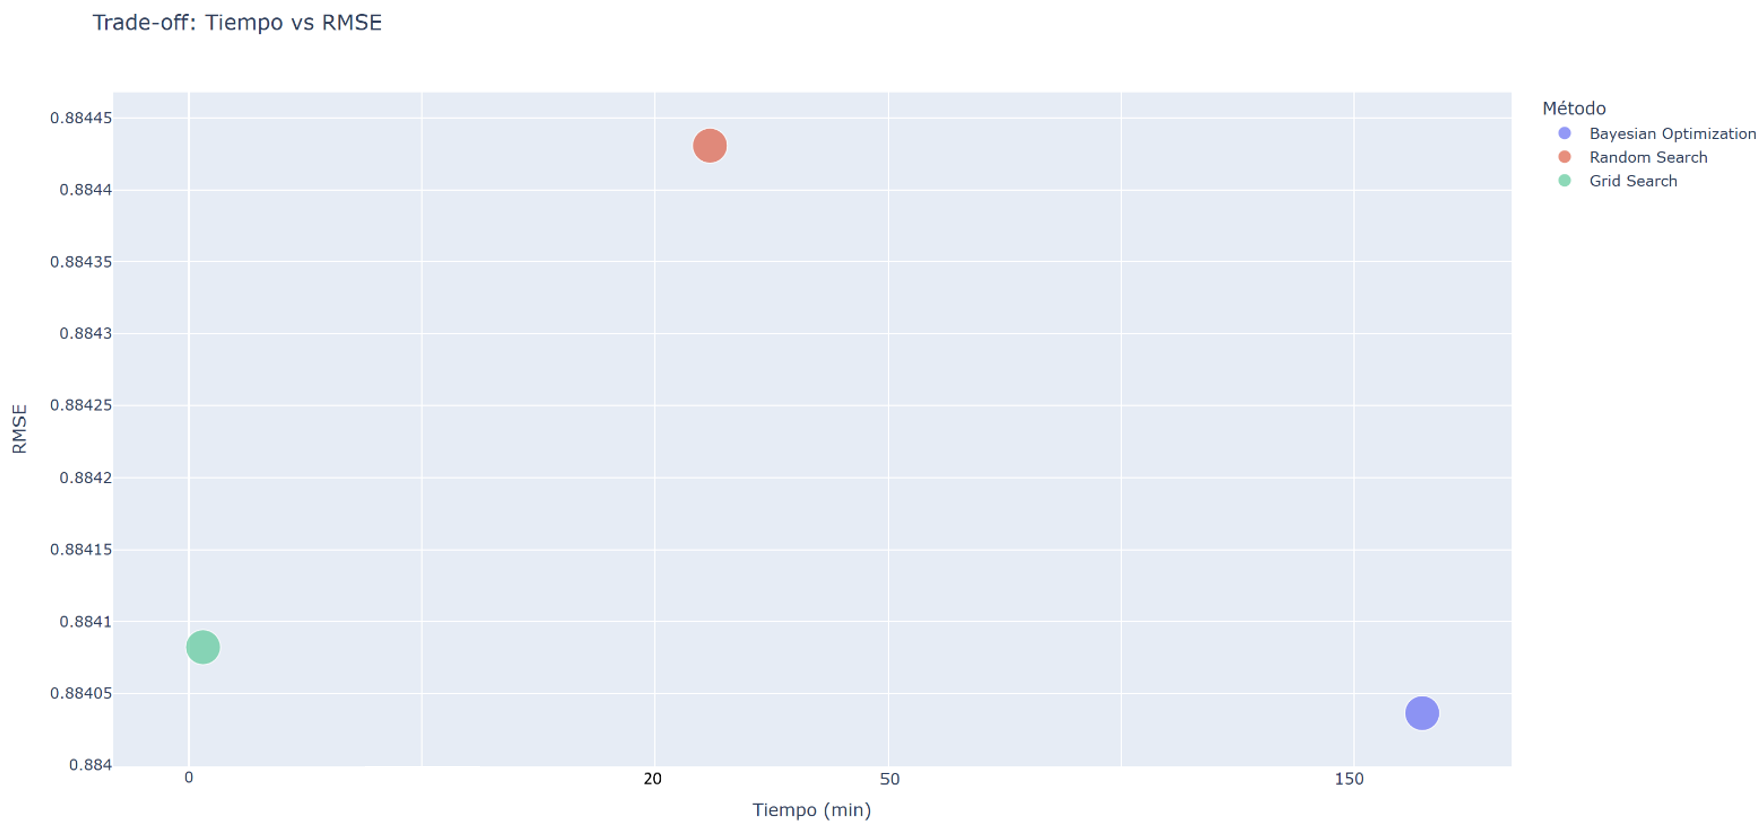 Trade-off: Tiempo vs RMSE
Método
Bayesian Optimization
Random Search
Grid Search
RMSE
0.88445
0.8844
0.88435
0.8843
0.88425
0.8842
0.88415
0.8841
0.88405
0.884
0 20 50 150
Tiempo (min)